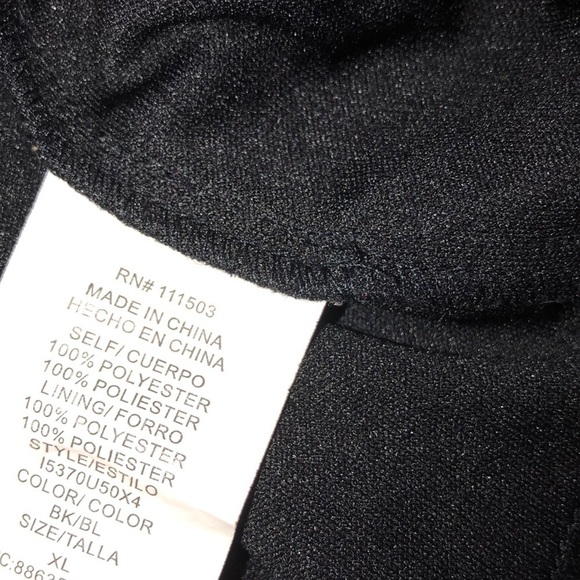 RN# 111503
MADE IN CHINA
HECHO EN CHINA
SELF/ CUERPO
100% POLYESTER
100% POLIESTER
LINING/ FORRO
100% POLYESTER
100% POLIESTER
STYLE/ESTILO
I5370U50X4
COLOR/ COLOR
BK/BL
SIZE/TALLA
XL